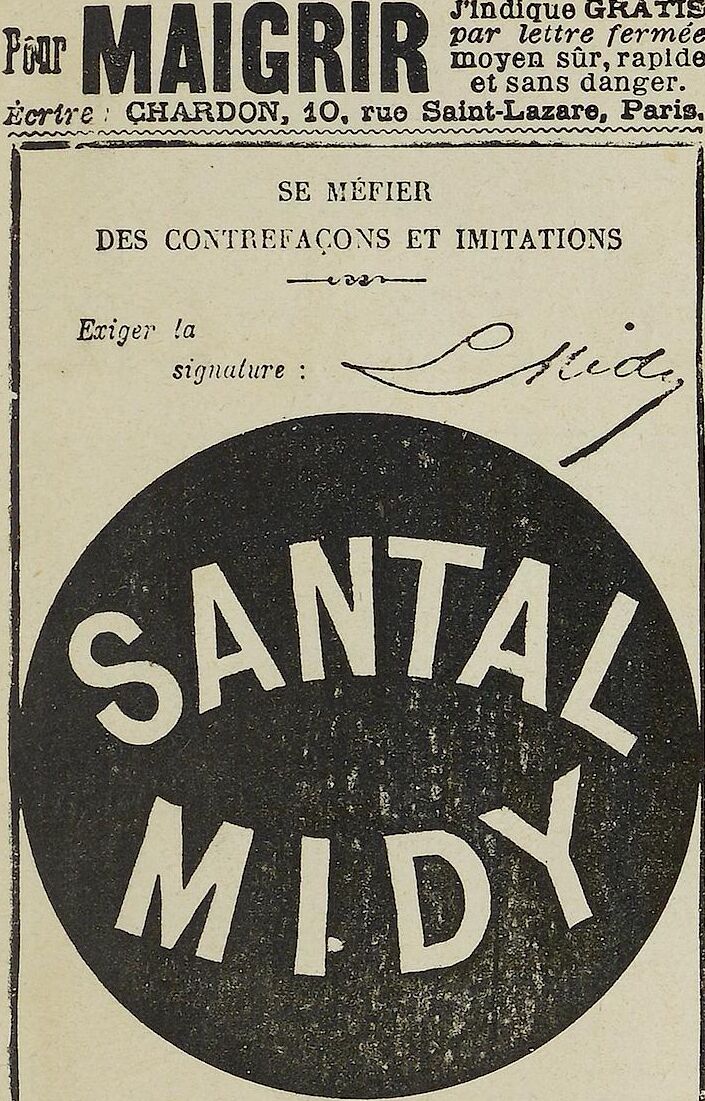 Pour MAIGRIR
J'indique GRATIS
par lettre fermée
moyen sûr, rapide
et sans danger.
Écrire : CHARDON, 10, rue Saint-Lazare, Paris.
SE MÉFIER
DES CONTREFAÇONS ET IMITATIONS
Exiger la
signature :
L Midy
SANTAL
MIDY